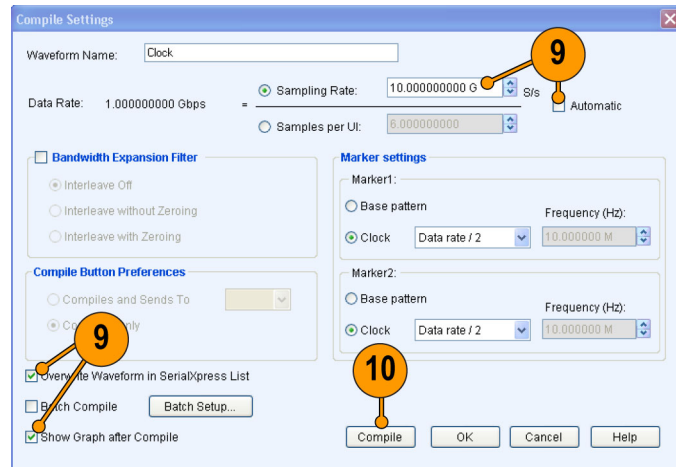 Compile Settings
Waveform Name: Clock
9
Data Rate: 1.000000000 Gbps = Sampling Rate: 10.000000000 G S/s Automatic
Samples per UI: 6.000000000
Bandwidth Expansion Filter
Interleave Off
Interleave without Zeroing
Interleave with Zeroing
Marker settings
Marker1:
Base pattern
Frequency (Hz):
Clock Data rate / 2 10.000000 M
Compile Button Preferences
Compiles and Sends To
Marker2:
Base pattern
Frequency (Hz):
Clock Data rate / 2 10.000000 M
9
Overwrite Waveform in SerialXpress List
10
Batch Compile Batch Setup...
Show Graph after Compile
Compile OK Cancel Help